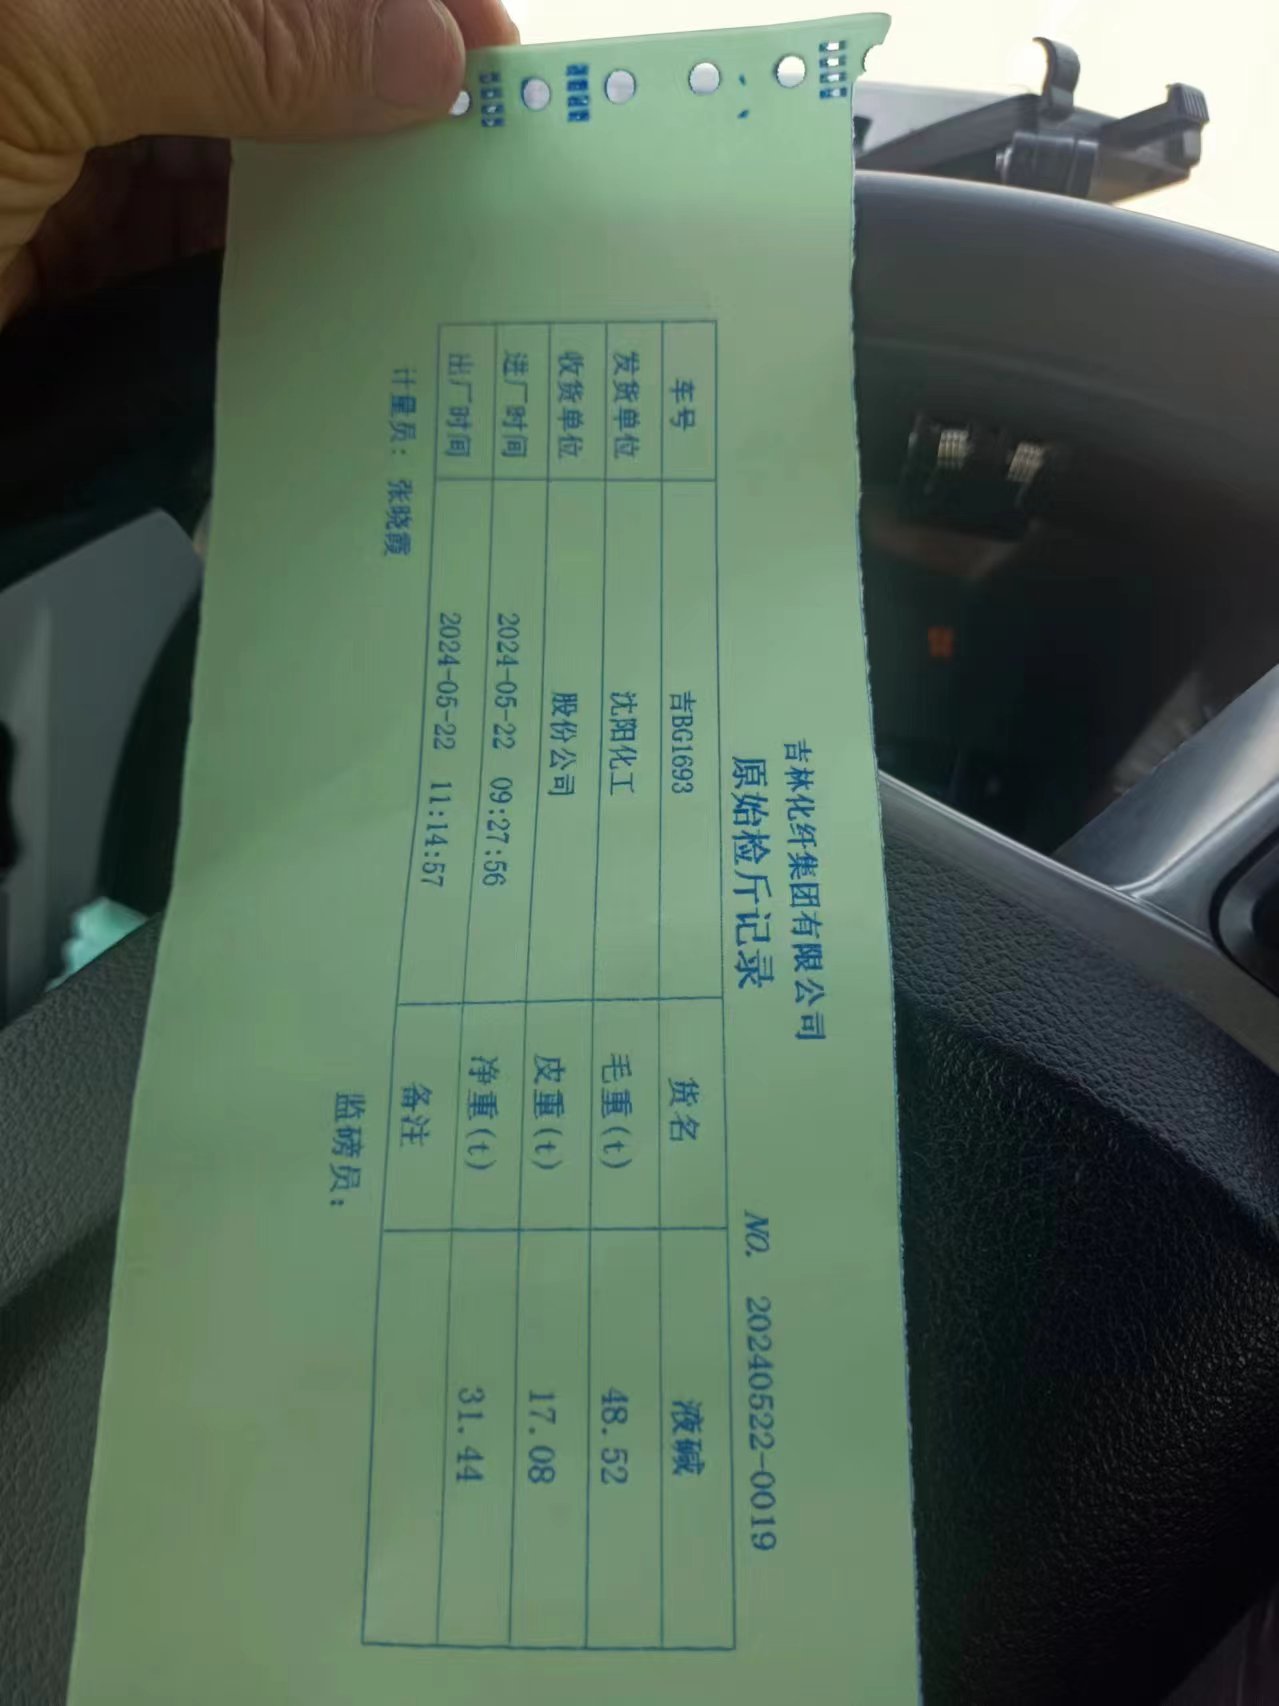 吉林化纤集团有限公司
原始检斤记录
NO. 20240522-0019
车号 吉BG1693 货名 液碱
发货单位 沈阳化工 毛重(t) 48.52
收货单位 股份公司 皮重(t) 17.08
进厂时间 2024-05-22 09:27:56 净重(t) 31.44
出厂时间 2024-05-22 11:14:57 备注
计量员: 张晓霞 监磅员: